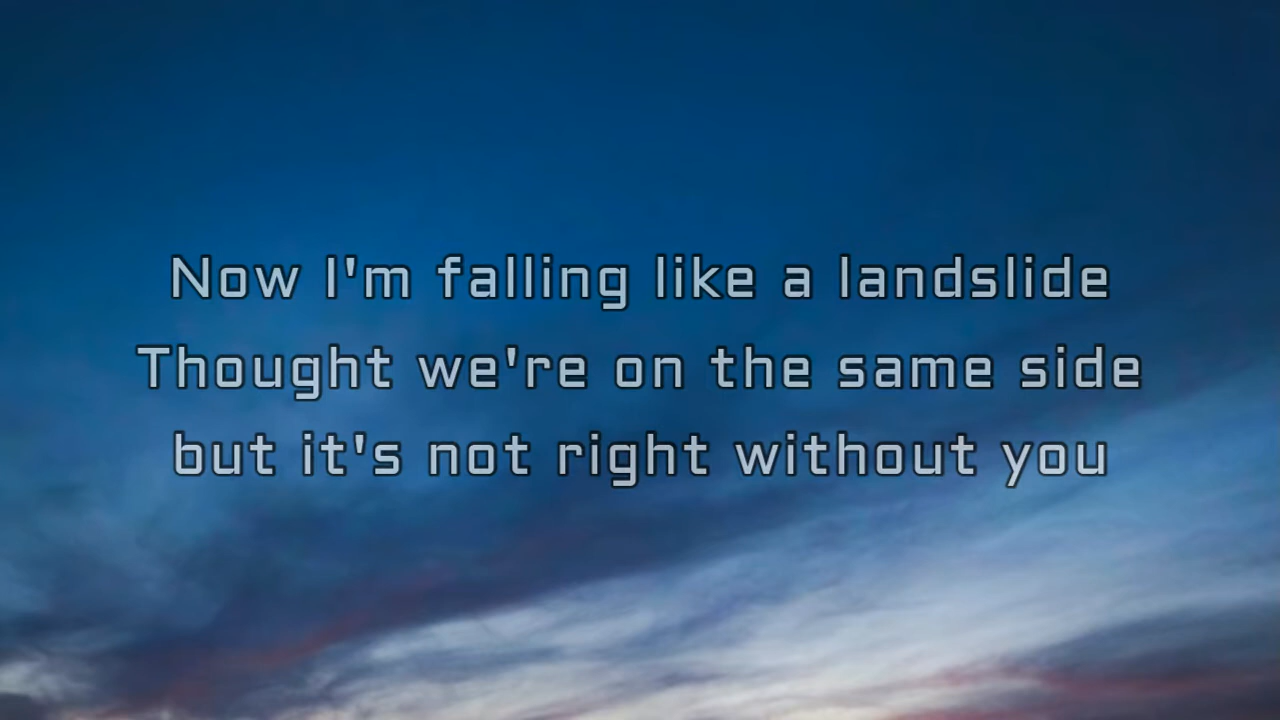 Now I'm falling like a landslide
Thought we're on the same side
but it's not right without you